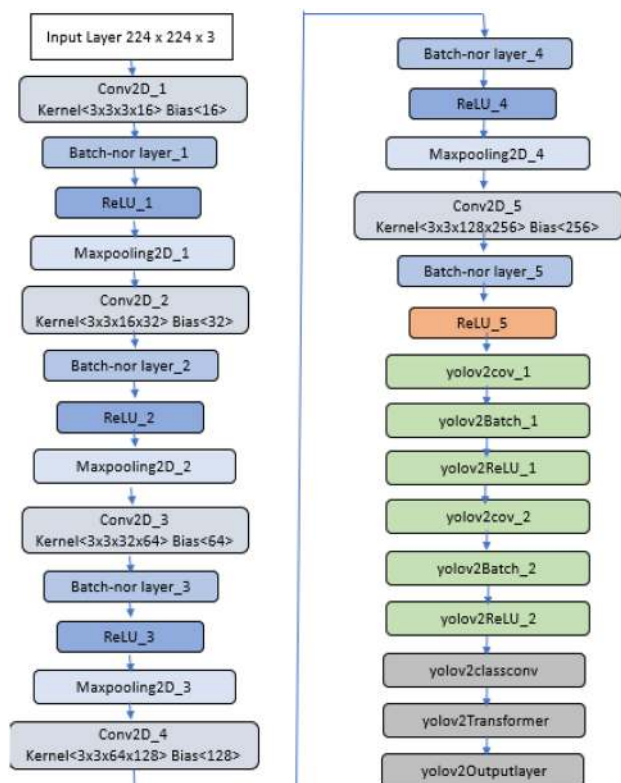 Input Layer 224 x 224 x 3
Conv2D_1
Kernel<3x3x3x16> Bias<16>
Batch-nor layer_1
ReLU_1
Maxpooling2D_1
Conv2D_2
Kernel<3x3x16x32> Bias<32>
Batch-nor layer_2
ReLU_2
Maxpooling2D_2
Conv2D_3
Kernel<3x3x32x64> Bias<64>
Batch-nor layer_3
ReLU_3
Maxpooling2D_3
Conv2D_4
Kernel<3x3x64x128> Bias<128>
Batch-nor layer_4
ReLU_4
Maxpooling2D_4
Conv2D_5
Kernel<3x3x128x256> Bias<256>
Batch-nor layer_5
ReLU_5
yolov2cov_1
yolov2Batch_1
yolov2ReLU_1
yolov2cov_2
yolov2Batch_2
yolov2ReLU_2
yolov2classconv
yolov2Transformer
yolov2Outputlayer